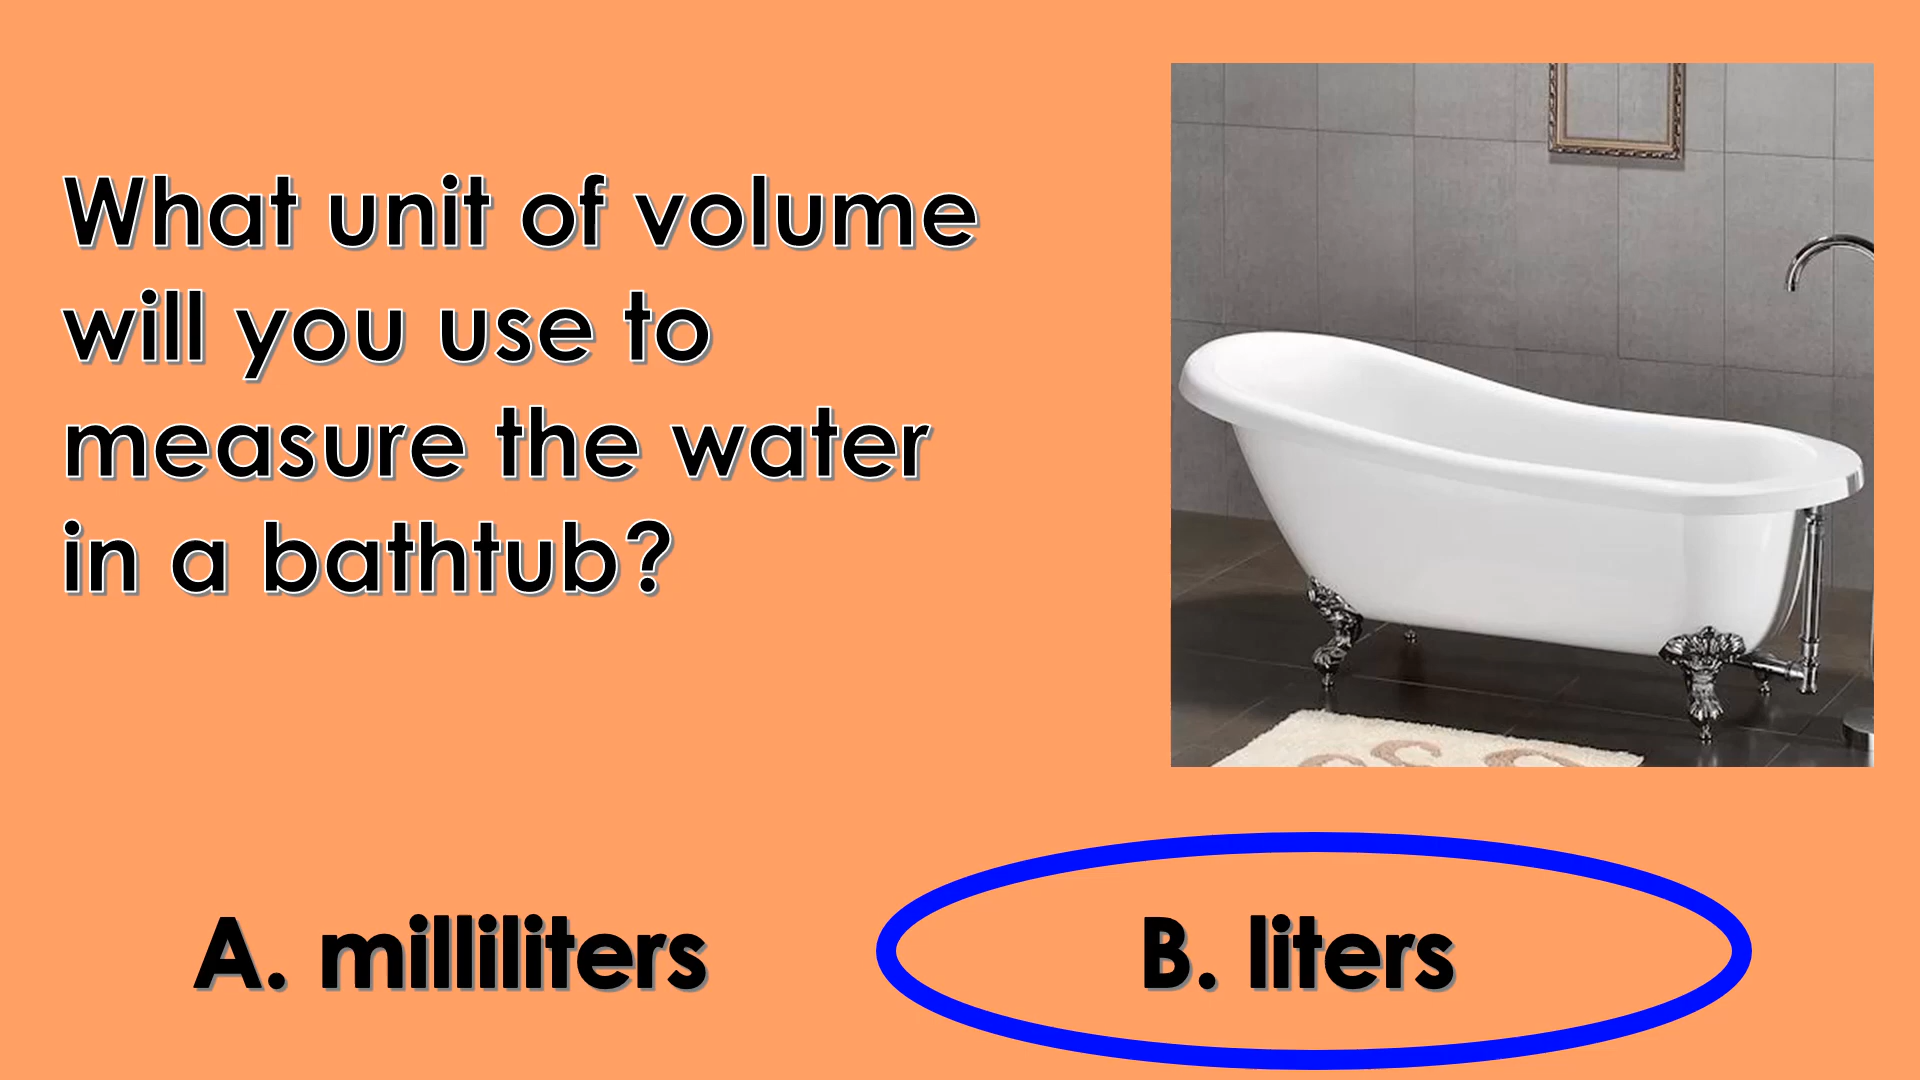 What unit of volume
will you use to
measure the water
in a bathtub?
A. milliliters
B. liters